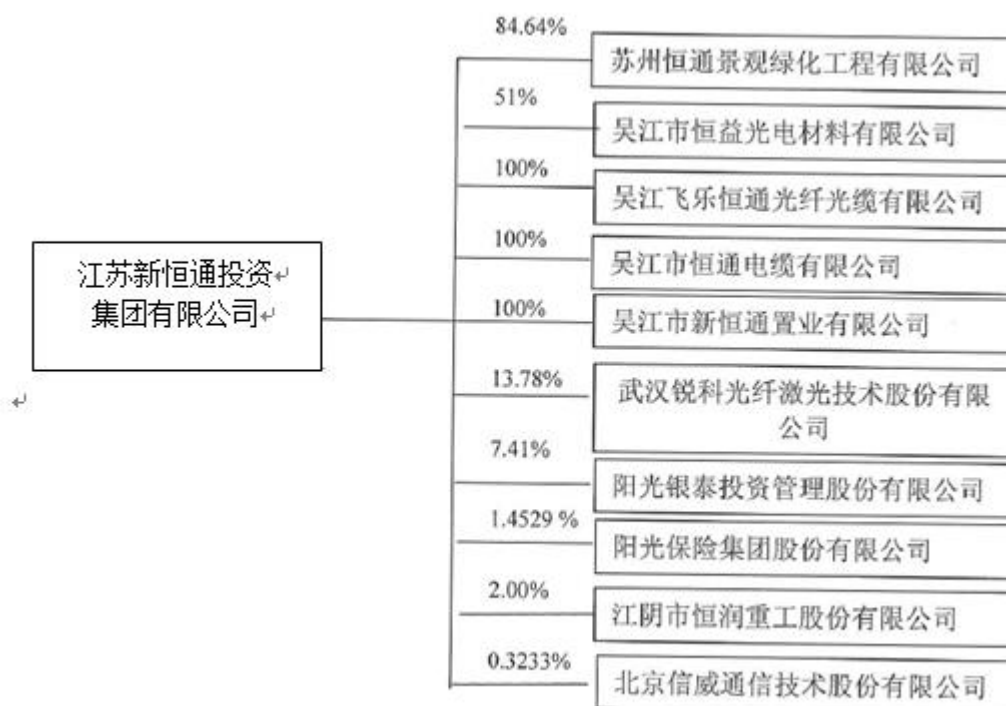 84.64%
苏州恒通景观绿化工程有限公司
51%
吴江市恒益光电材料有限公司
100%
吴江飞乐恒通光纤光缆有限公司
100%
吴江市恒通电缆有限公司
江苏新恒通投资
集团有限公司
100%
吴江市新恒通置业有限公司
13.78%
武汉锐科光纤激光技术股份有限
公司
7.41%
阳光银泰投资管理股份有限公司
1.4529 %
阳光保险集团股份有限公司
2.00%
江阴市恒润重工股份有限公司
0.3233%
北京信威通信技术股份有限公司